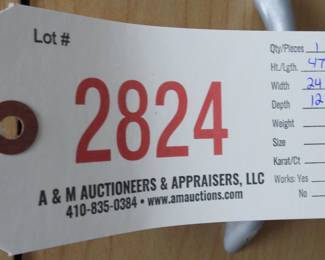 Lot #
2824
A & M AUCTIONEERS & APPRAISERS, LLC
410-835-0384 • www.amauctions.com
Qty/Pieces 1
Ht./Lgth. 47
Width 24
Depth 12
Weight
Size
Karat/Ct
Works: Yes
No